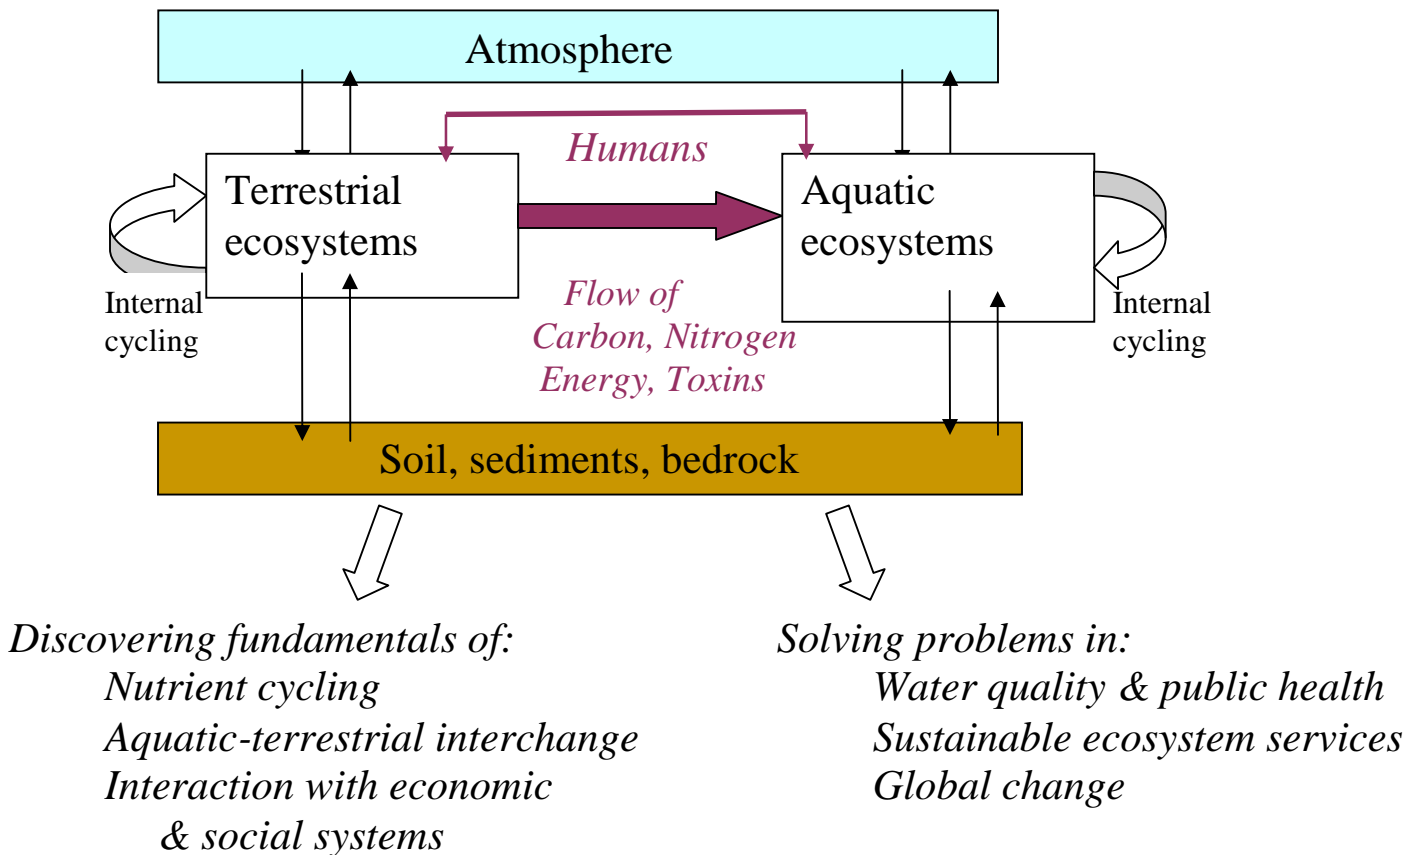 Atmosphere
Humans
Terrestrial
ecosystems
Aquatic
ecosystems
Internal
cycling
Flow of
Carbon, Nitrogen
Energy, Toxins
Internal
cycling
Soil, sediments, bedrock
Discovering fundamentals of:
Nutrient cycling
Aquatic-terrestrial interchange
Interaction with economic
& social systems
Solving problems in:
Water quality & public health
Sustainable ecosystem services
Global change